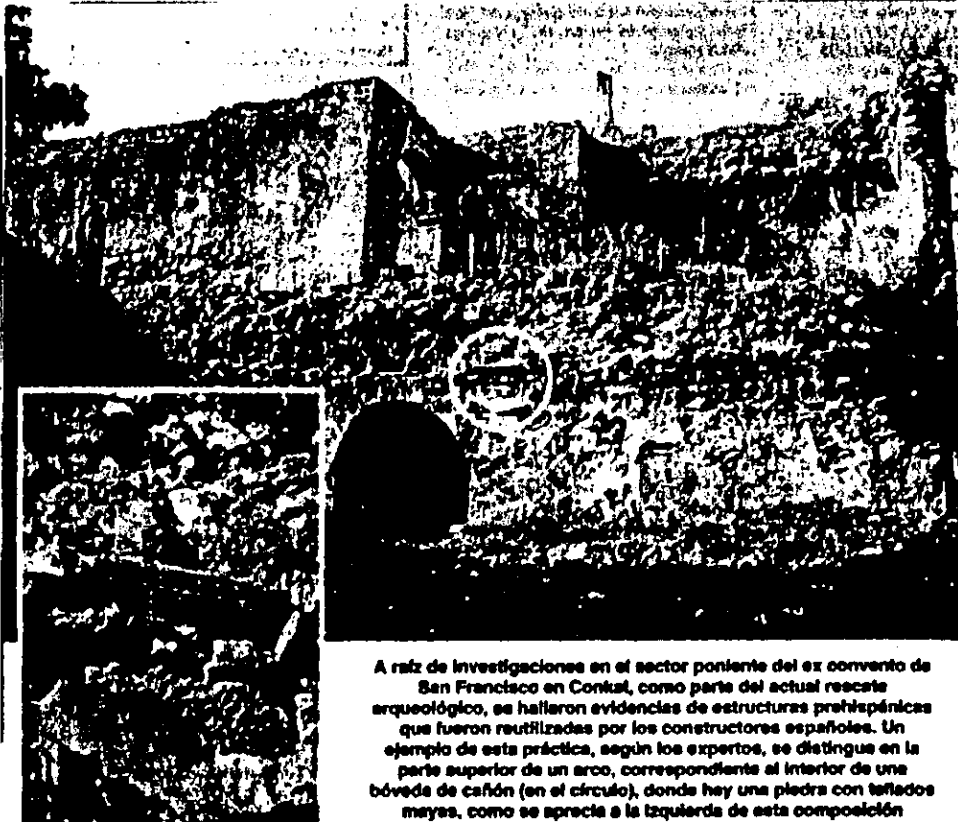 A raíz de investigaciones en el sector poniente del ex convento de
San Francisco en Conkal, como parte del actual rescate
arqueológico, se hallaron evidencias de estructuras prehispánicas
que fueron reutilizadas por los constructores españoles. Un
ejemplo de esta práctica, según los expertos, se distingue en la
parte superior de un arco, correspondiente al interior de una
bóveda de cañón (en el círculo), donde hay una piedra con tallados
mayas, como se aprecia a la izquierda de esta composición